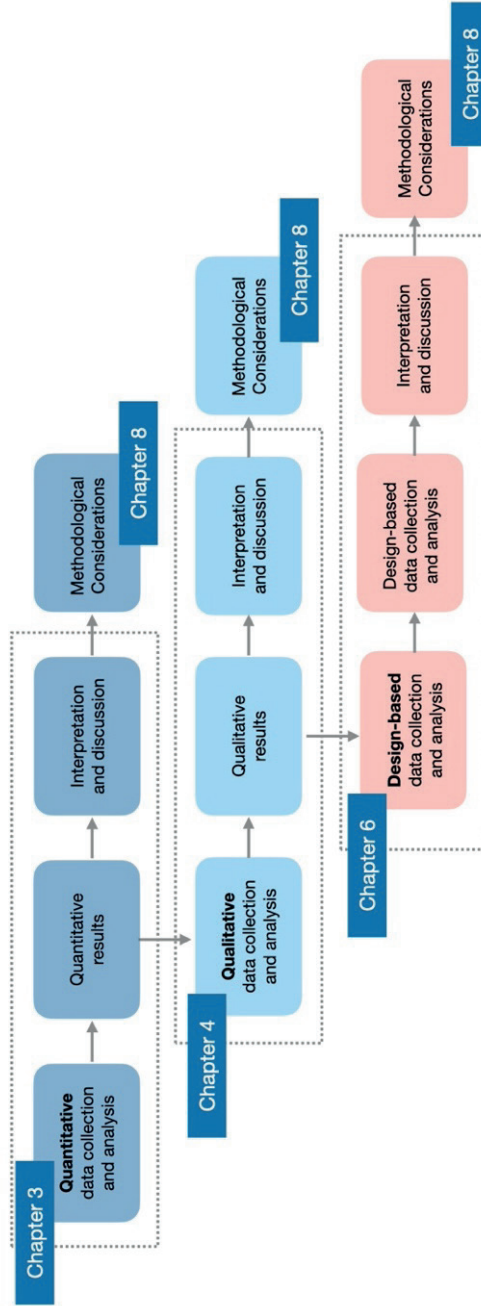 Chapter 3
Quantitative
data collection
and analysis
Quantitative
results
Interpretation
and discussion
Methodological
Considerations
Chapter 8
Chapter 4
Qualitative
data collection
and analysis
Qualitative
results
Interpretation
and discussion
Methodological
Considerations
Chapter 8
Chapter 6
Design-based
data collection
and analysis
Design-based
data collection
and analysis
Interpretation
and discussion
Methodological
Considerations
Chapter 8